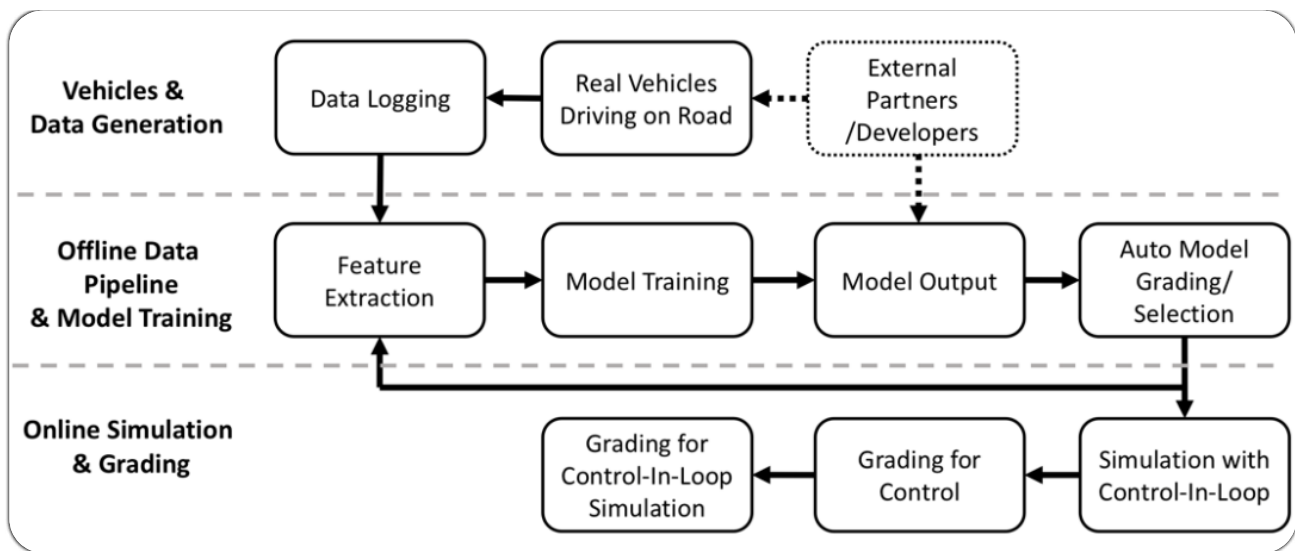 Vehicles &
Data Generation
Data Logging
Real Vehicles
Driving on Road
External
Partners
/Developers
Offline Data
Pipeline
& Model Training
Feature
Extraction
Model Training
Model Output
Auto Model
Grading/
Selection
Online Simulation
& Grading
Grading for
Control-In-Loop
Simulation
Grading for
Control
Simulation with
Control-In-Loop